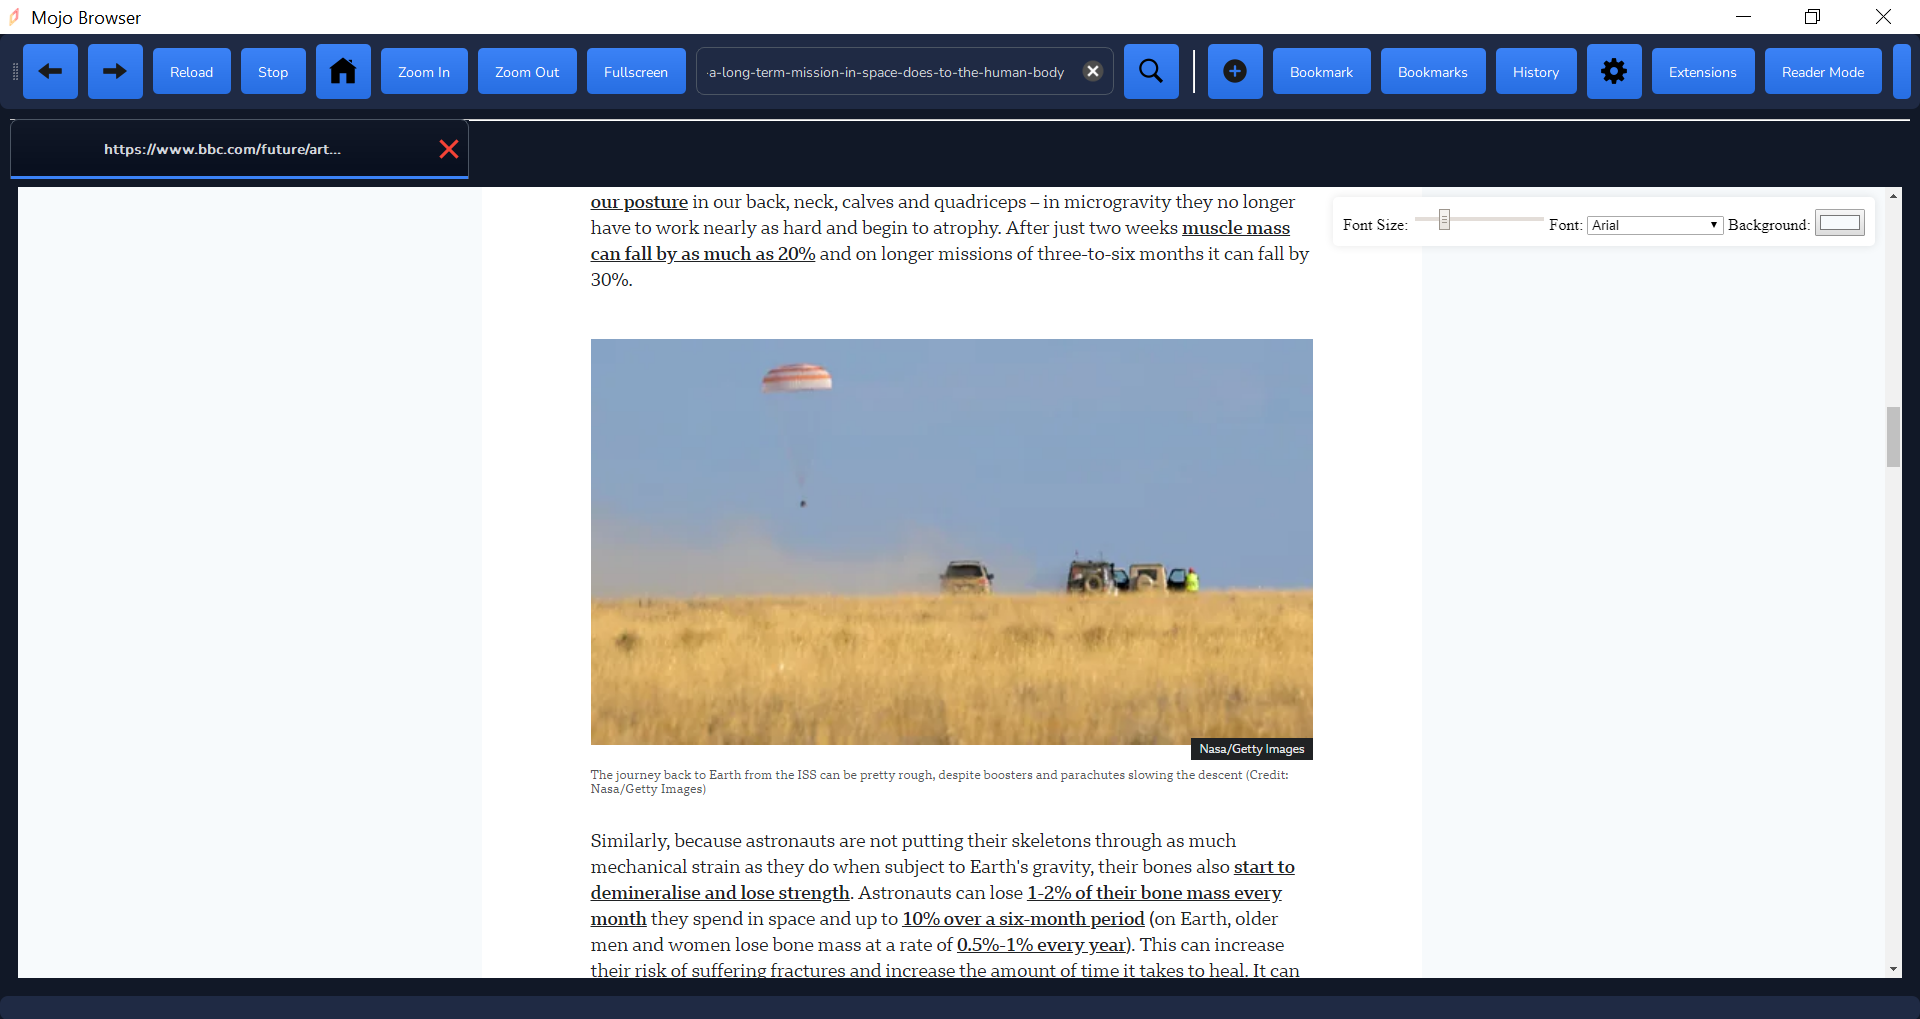 Mojo Browser
Reload
Stop
Zoom In
Zoom Out
Fullscreen
a-long-term-mission-in-space-does-to-the-human-body
Bookmark
Bookmarks
History
Extensions
Reader Mode
https://www.bbc.com/future/art...
Font Size:
Font:
Arial
Background:
our posture in our back, neck, calves and quadriceps – in microgravity they no longer
have to work nearly as hard and begin to atrophy. After just two weeks muscle mass
can fall by as much as 20% and on longer missions of three-to-six months it can fall by
30%.
Nasa/Getty Images
The journey back to Earth from the ISS can be pretty rough, despite boosters and parachutes slowing the descent (Credit:
Nasa/Getty Images)
Similarly, because astronauts are not putting their skeletons through as much
mechanical strain as they do when subject to Earth's gravity, their bones also start to
demineralise and lose strength. Astronauts can lose 1-2% of their bone mass every
month they spend in space and up to 10% over a six-month period (on Earth, older
men and women lose bone mass at a rate of 0.5%-1% every year). This can increase
their risk of suffering fractures and increase the amount of time it takes to heal. It can